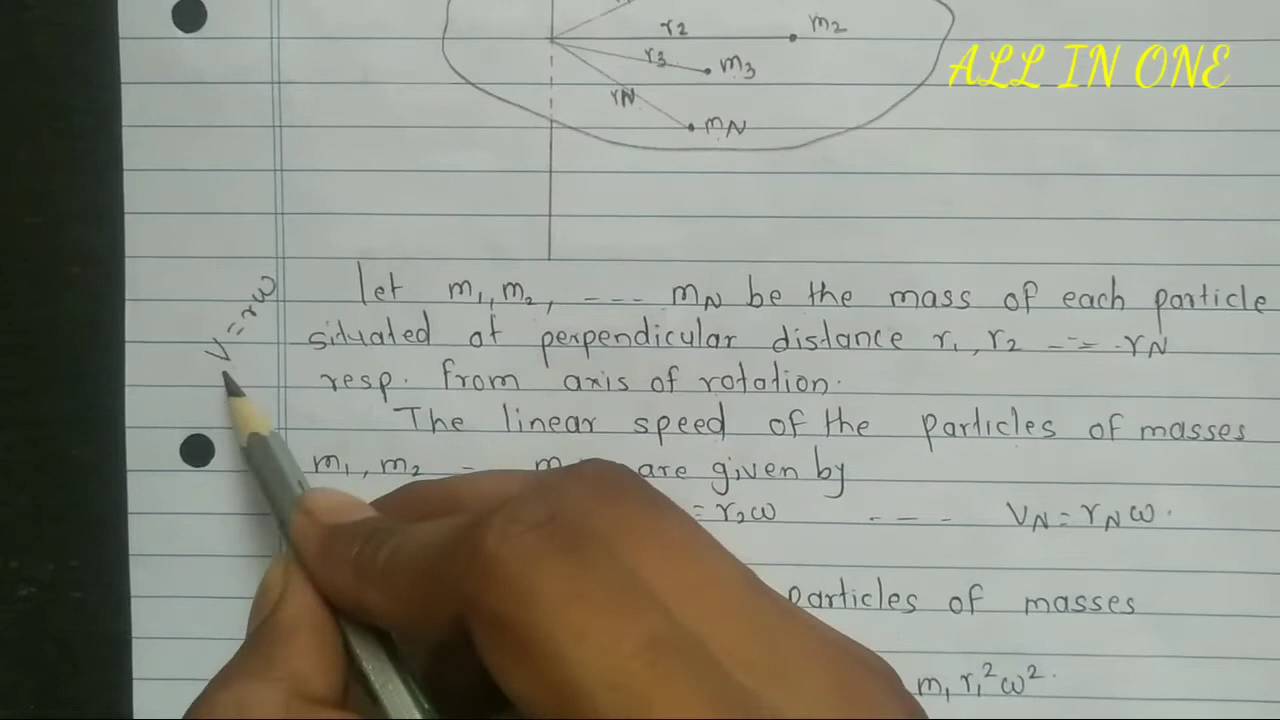 r2 m2
ALL IN ONE
r3 m3
rN
mN
V=rω
let m1, m2, --- mN be the mass of each particle
situated at perpendicular distance r1, r2 --- rN
resp. from axis of rotation.
The linear speed of the particles of masses
m1, m2 - are given by
= r2ω --- VN = rNω.
particles of masses
m1 r1²ω².